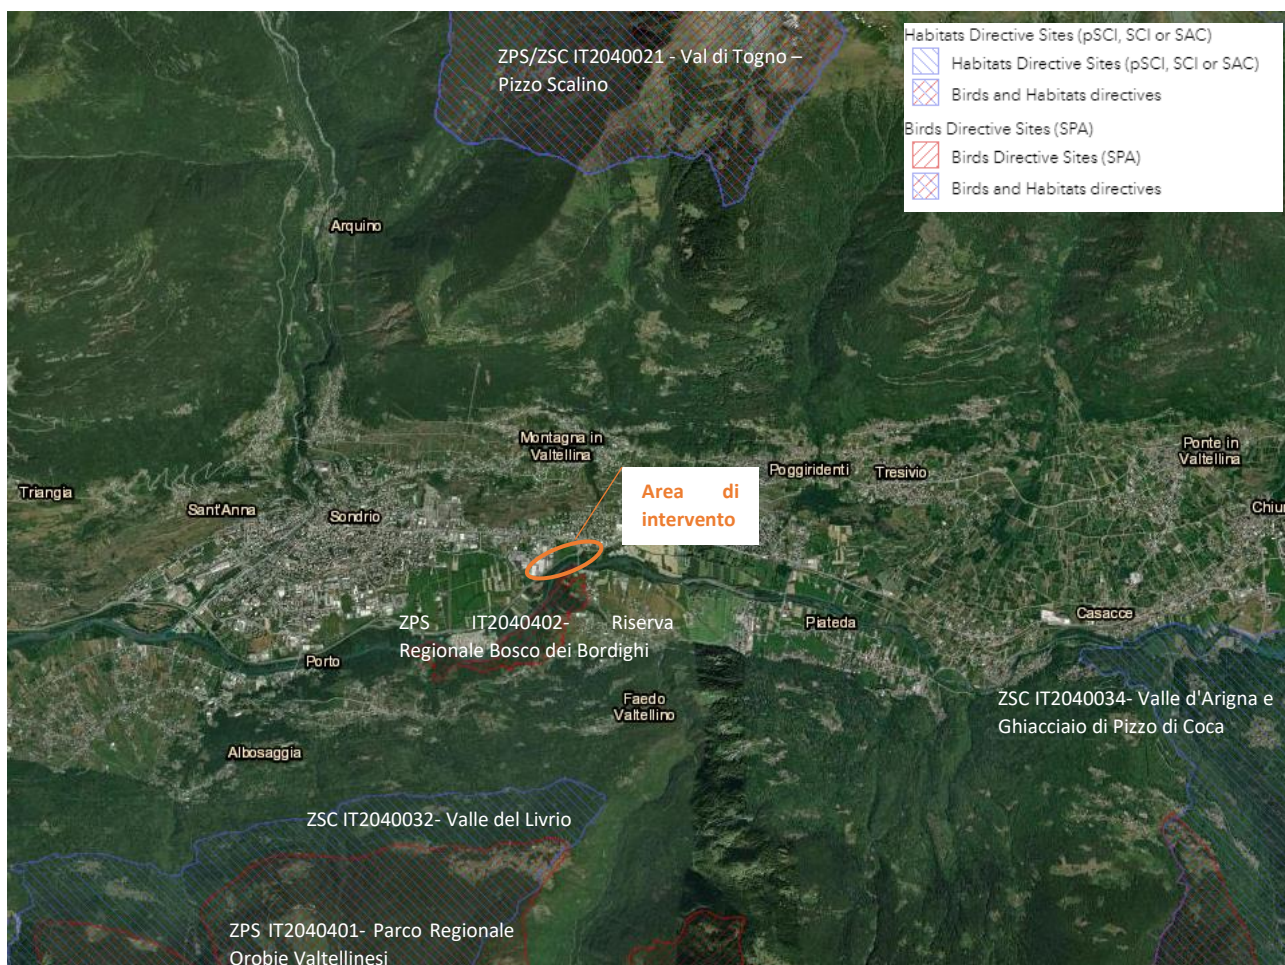 ZPS/ZSC IT2040021 - Val di Togno –
Pizzo Scalino
Habitats Directive Sites (pSCI, SCI or SAC)
Habitats Directive Sites (pSCI, SCI or SAC)
Birds and Habitats directives
Birds Directive Sites (SPA)
Birds Directive Sites (SPA)
Birds and Habitats directives
Arquino
Montagna in
Valtellina
Poggiridenti
Tresivio
Ponte in
Valtellina
Triangia
Sant'Anna
Sondrio
Area di
intervento
Chiur
Casacce
Piateda
ZPS IT2040402- Riserva
Regionale Bosco dei Bordighi
Porto
Faedo
Valtellino
ZSC IT2040034- Valle d'Arigna e
Ghiacciaio di Pizzo di Coca
Albosaggia
ZSC IT2040032- Valle del Livrio
ZPS IT2040401- Parco Regionale
Orobie Valtellinesi